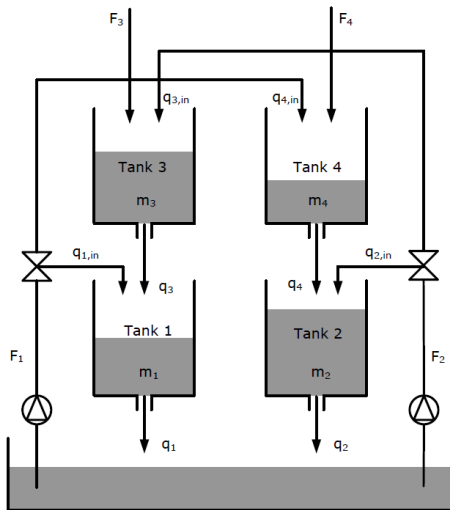 F3
F4
q3,in
q4,in
Tank 3
m3
Tank 4
m4
q1,in
q2,in
q3
q4
F1
Tank 1
m1
Tank 2
m2
F2
q1
q2